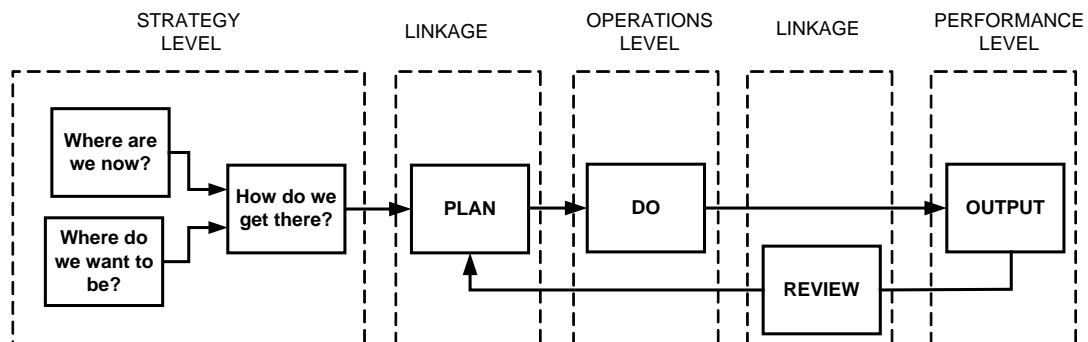 STRATEGY
LEVEL
LINKAGE
OPERATIONS
LEVEL
LINKAGE
PERFORMANCE
LEVEL
Where are
we now?
Where do
we want to
be?
How do we
get there?
PLAN
DO
OUTPUT
REVIEW